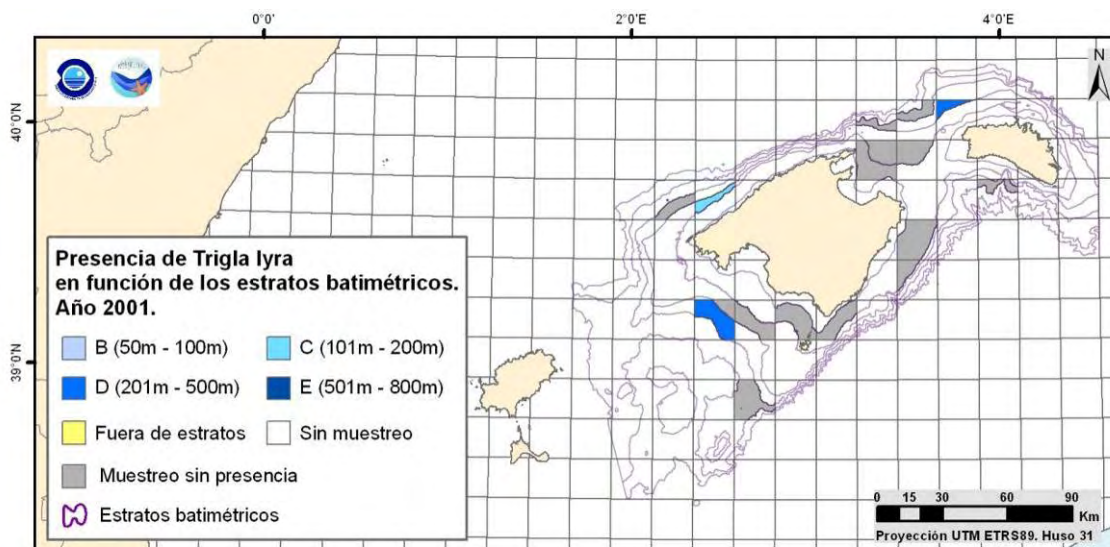 0°0' 2°0'E 4°0'E
N
40°0'N
39°0'N
Presencia de Trigla lyra
en función de los estratos batimétricos.
Año 2001.
B (50m - 100m) C (101m - 200m)
D (201m - 500m) E (501m - 800m)
Fuera de estratos Sin muestreo
Muestreo sin presencia
Estratos batimétricos
0 15 30 60 90
Km
Proyección UTM ETRS89. Huso 31